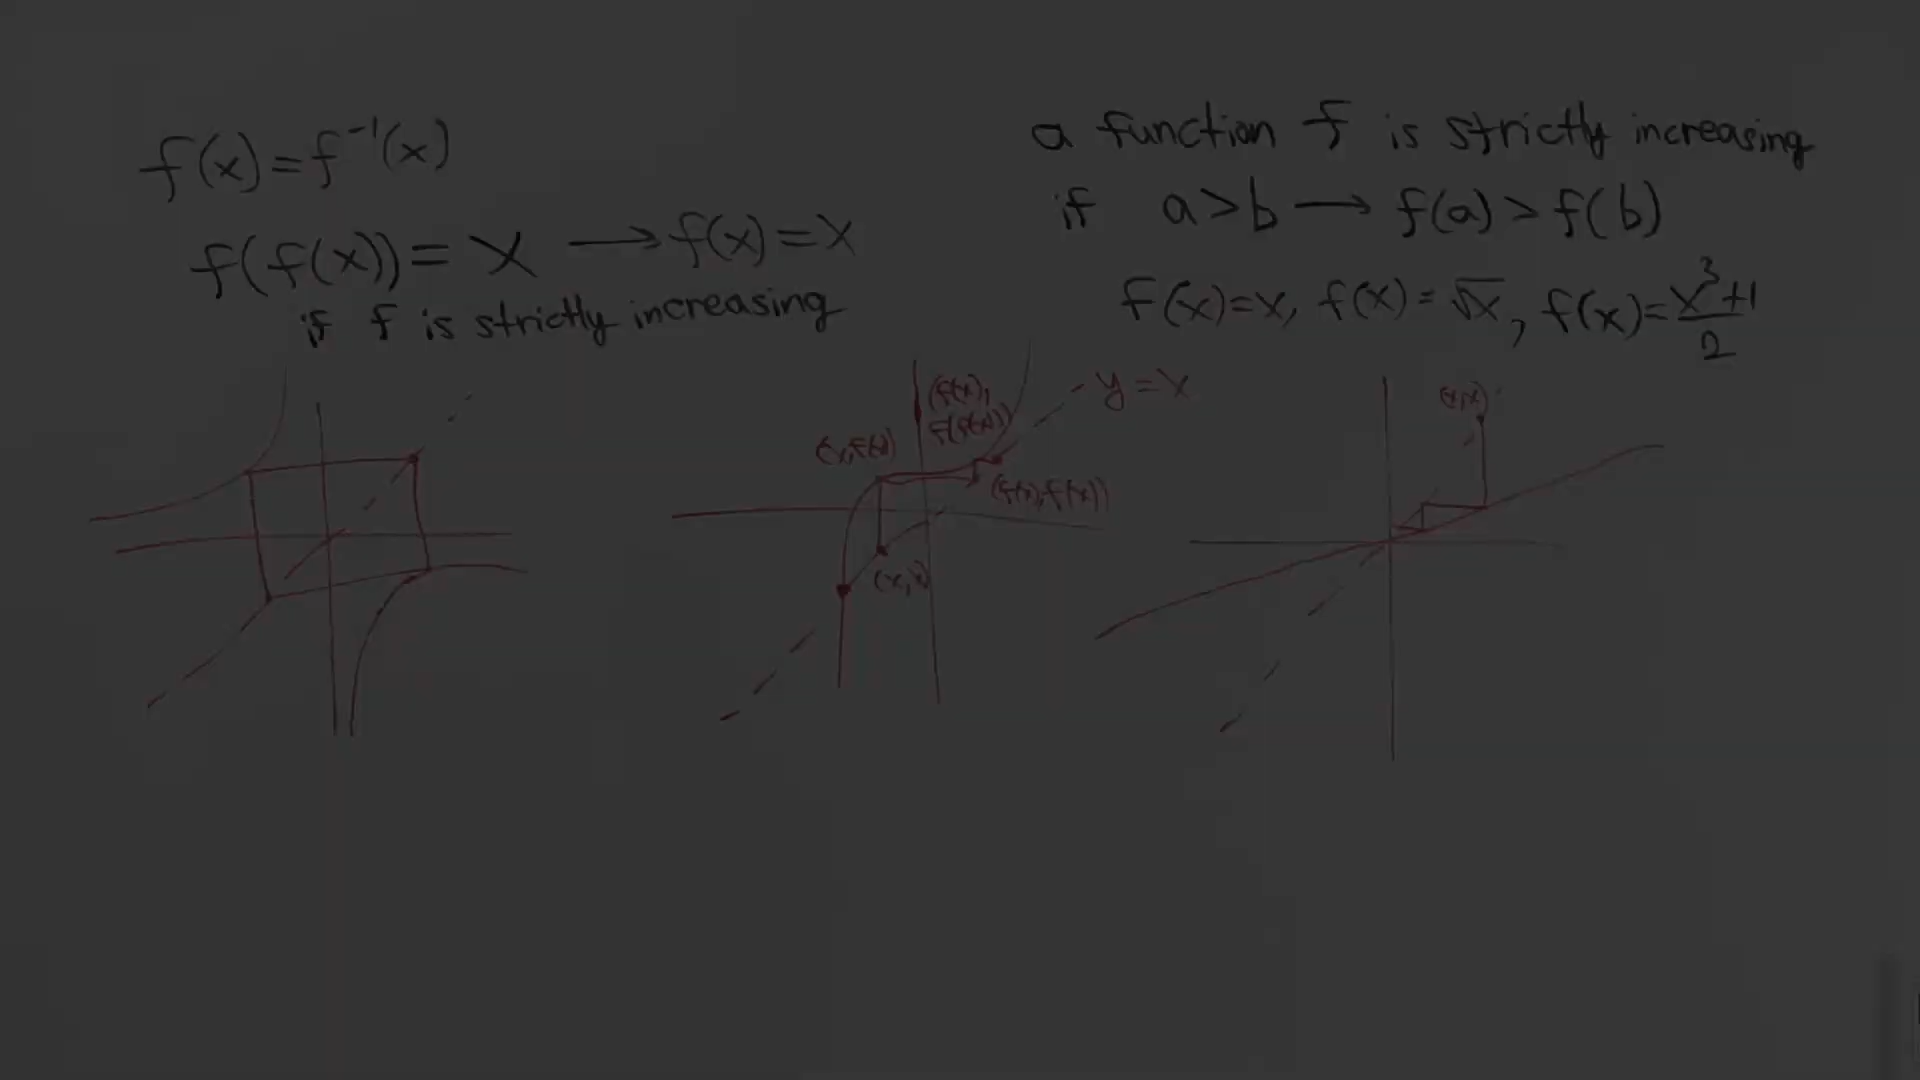 f(x)=f⁻¹(x)
f(f(x))= x → f(x)=x
if f is strictly increasing
a function f is strictly increasing
if a>b → f(a)>f(b)
f(x)=x, f(x)=√x, f(x)=(x³+1)/2
(f(x),
f(f(x)))
y=x
(x,f(x))
(f(x),f(x))
(x,x)
(x,x)